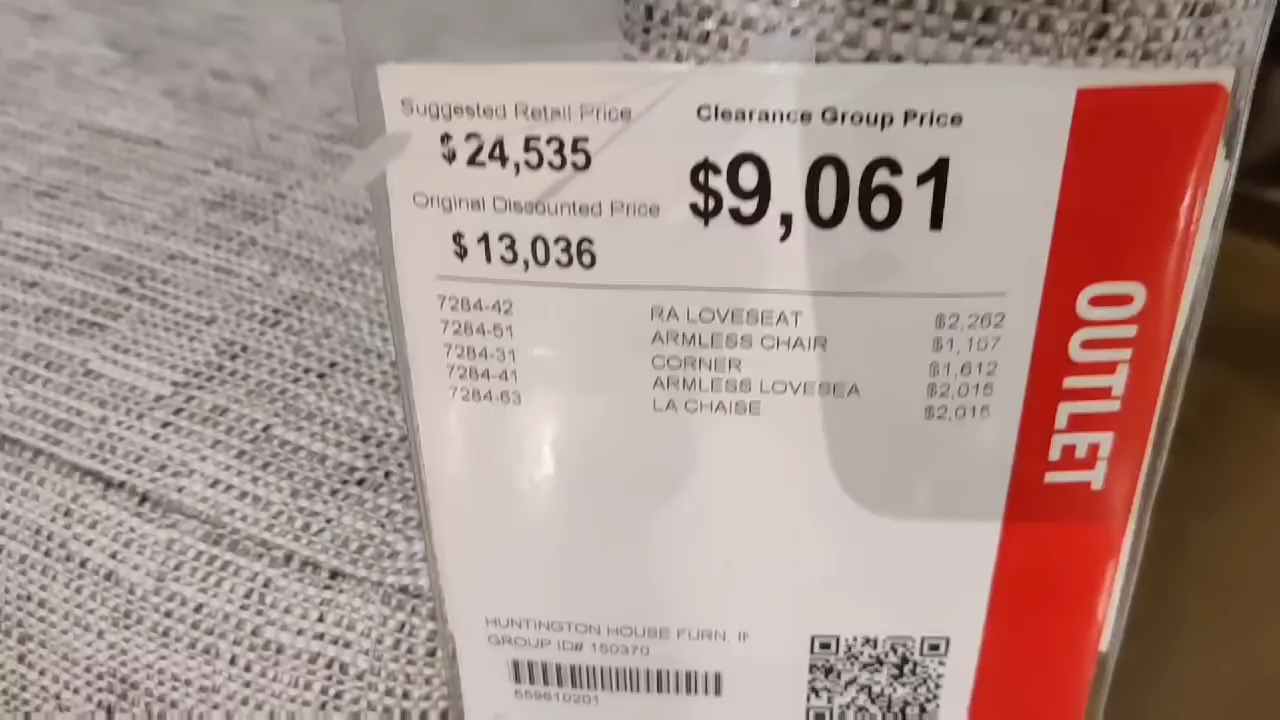 Suggested Retail Price
$24,535
Original Discounted Price
$13,036
Clearance Group Price
$9,061
7284-42 RA LOVESEAT $2,262
7284-51 ARMLESS CHAIR $1,157
7284-31 CORNER $1,612
7284-41 ARMLESS LOVESEA $2,015
7284-63 LA CHAISE $2,015
OUTLET
HUNTINGTON HOUSE FURN. IN
GROUP ID# 150370
559610201